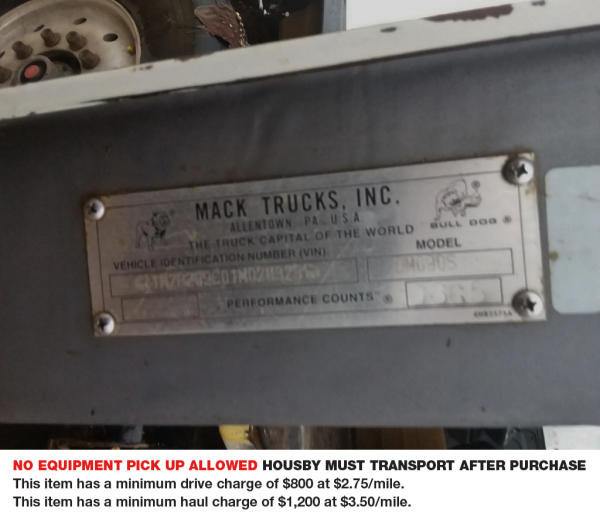 MACK TRUCKS, INC.
ALLENTOWN, PA. U.S.A.
BULL DOG ®
THE TRUCK CAPITAL OF THE WORLD
VEHICLE IDENTIFICATION NUMBER (VIN)
MODEL
PERFORMANCE COUNTS™ ®
NO EQUIPMENT PICK UP ALLOWED HOUSBY MUST TRANSPORT AFTER PURCHASE
This item has a minimum drive charge of $800 at $2.75/mile.
This item has a minimum haul charge of $1,200 at $3.50/mile.